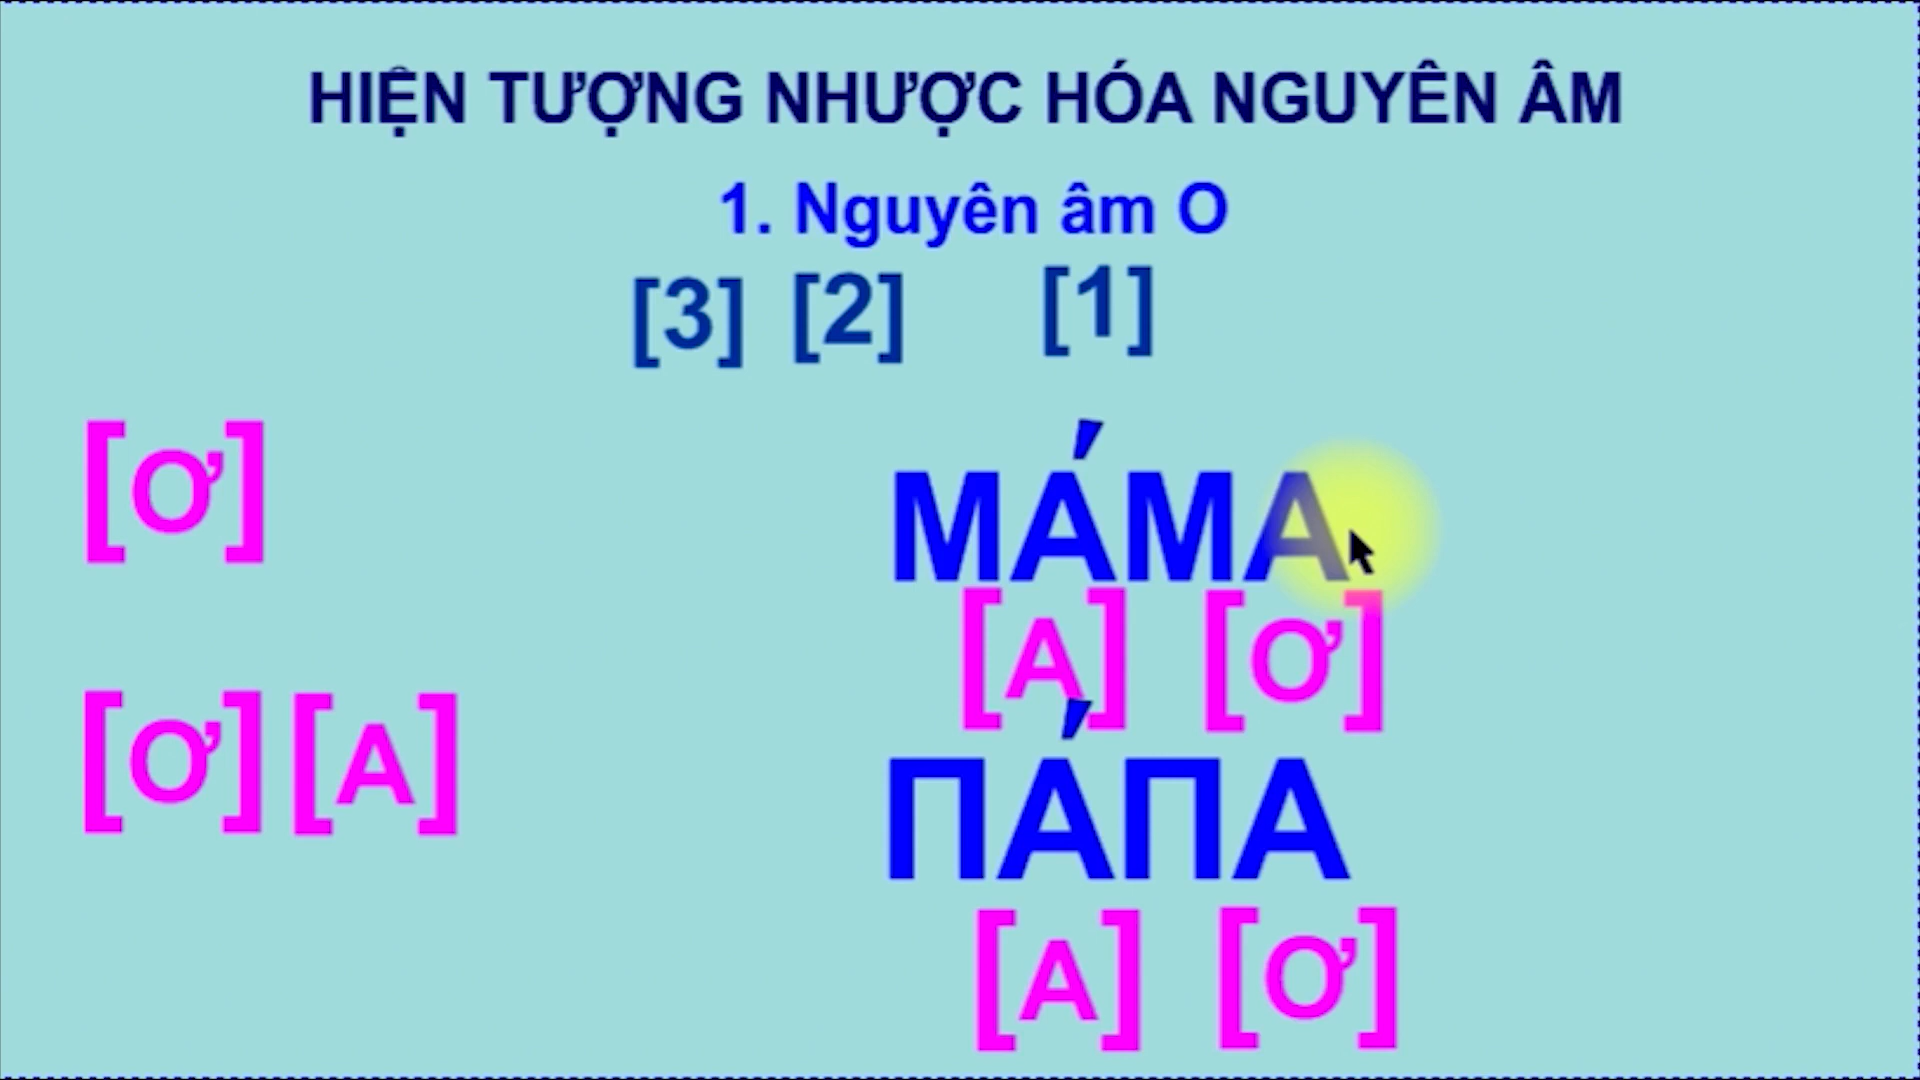 HIỆN TƯỢNG NHƯỢC HÓA NGUYÊN ÂM
1. Nguyên âm O
[3] [2] [1]
[Ơ]
МА́МА
[A] [Ơ]
[Ơ] [A]
ПА́ПА
[A] [Ơ]